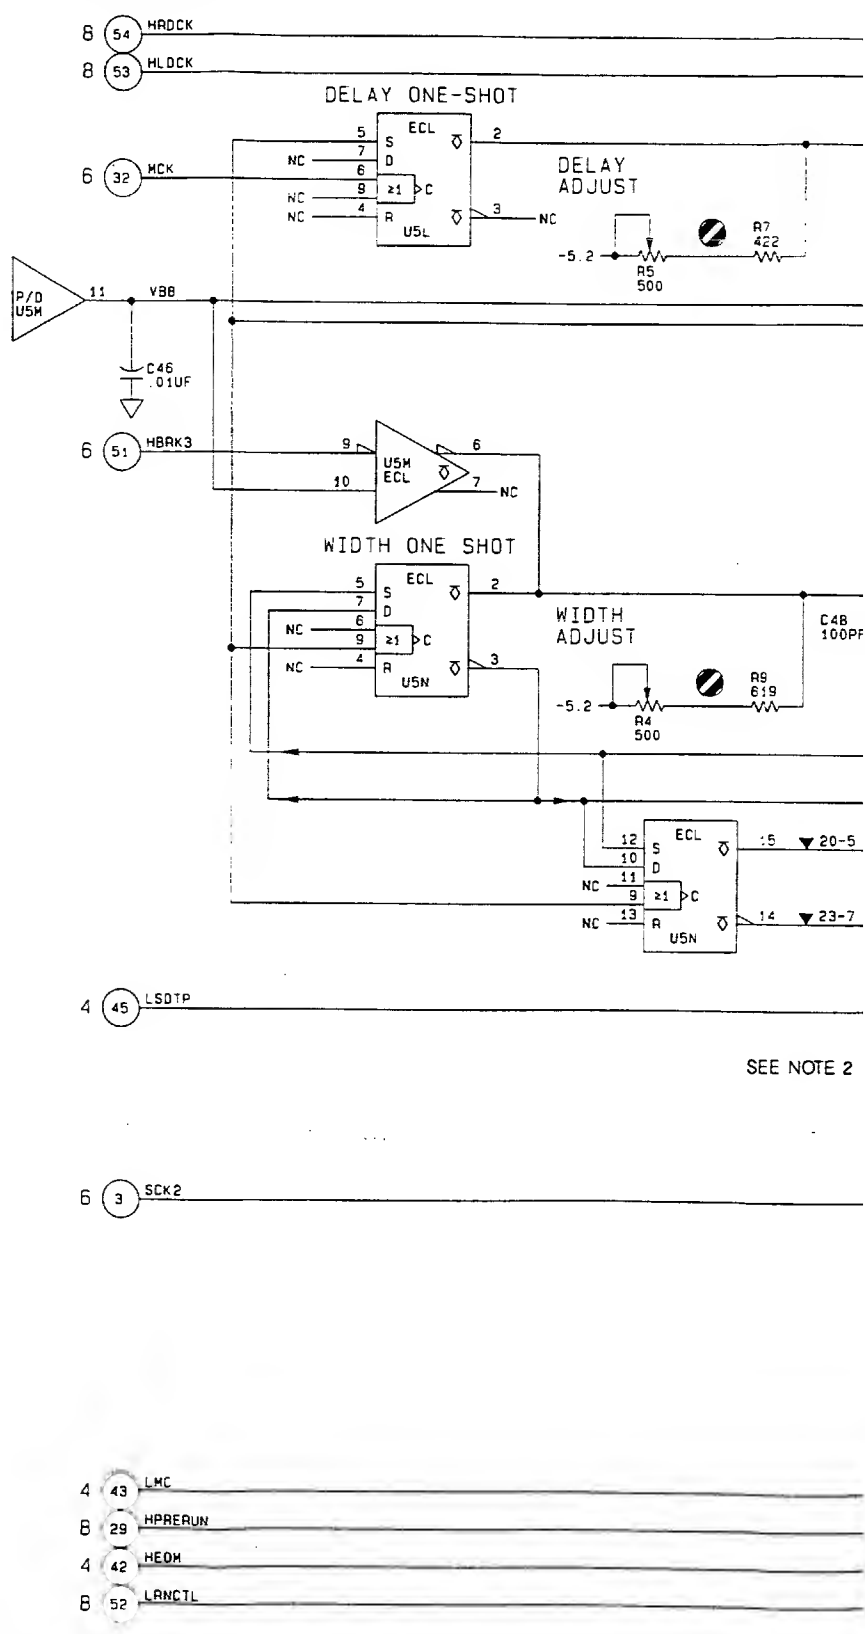 8 54 HRDCK
8 53 HLDCK
DELAY ONE-SHOT
5 S ECL 2
NC 7 D
6 32 MCK 6
NC 9 ≥1 C
NC 4 R 3 NC
U5L
DELAY
ADJUST
-5.2
R5
500
R7
422
P/O
U5M
11 VBB
C46
.01UF
6 51 HBRK3 9 6
U5M
ECL
10 7 NC
WIDTH ONE SHOT
5 S ECL 2
7 D
NC 6
9 ≥1 C
NC 4 R 3
U5N
WIDTH
ADJUST
C48
100PF
-5.2
R4
500
R9
619
12 S ECL 15 20-5
10 D
NC 11
9 ≥1 C
NC 13 R 14 23-7
U5N
4 45 LSDTP
SEE NOTE 2
6 3 SCK2
4 43 LMC
8 29 HPRERUN
4 42 HEOM
8 52 LRNCTL